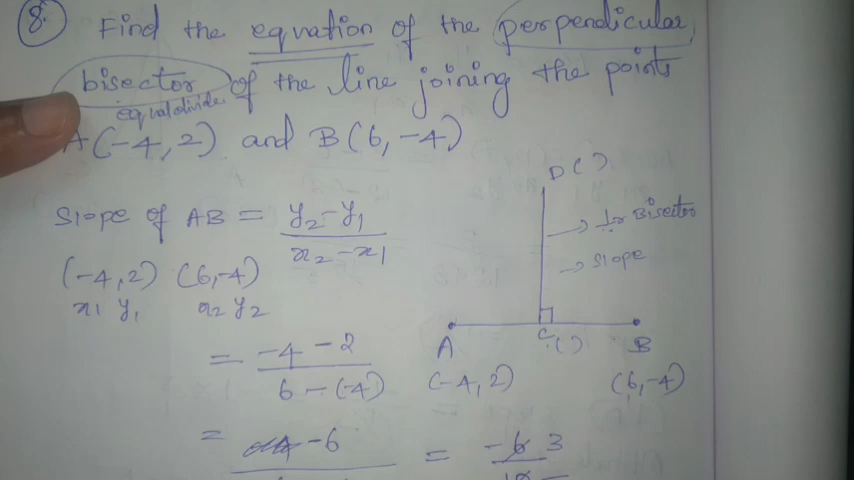 8. Find the equation of the perpendicular
bisector of the line joining the points
equal divide
A(-4,2) and B(6,-4)
D( )
Slope of AB = y2-y1
x2-x1
→ ⊥r Bisector
→ slope
(-4,2) (6,-4)
x1 y1 x2 y2
= -4-2
6-(-4)
A C( ) B
(-4,2) (6,-4)
= -6 = -6 3